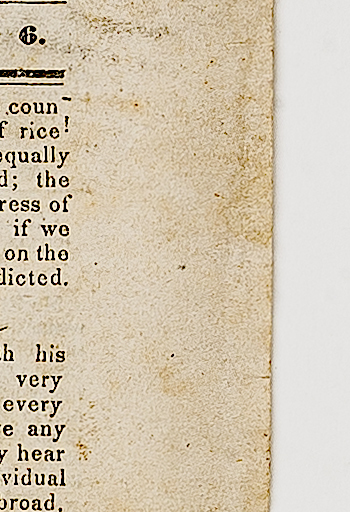 6.
coun-
f rice!
equally
d; the
ress of
if we
on the
dicted.
h his
very
every
e any
y hear
vidual
broad.